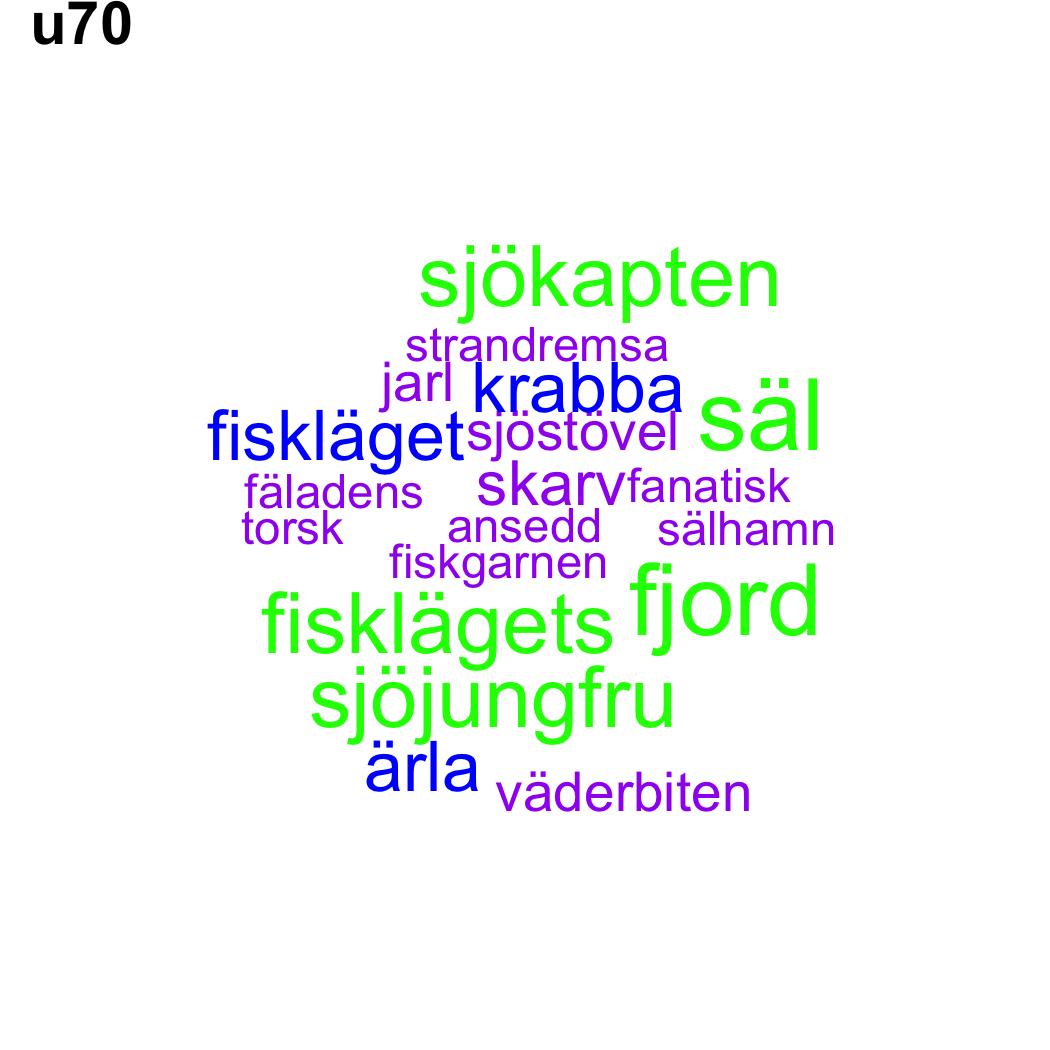 u70
sjökapten
strandremsa
jarl krabba
säl
fiskläget sjöstövel
fäladens skarv fanatisk
torsk ansedd sälhamn
fiskgarnen
fjord
fisklägets
sjöjungfru
ärla
väderbiten